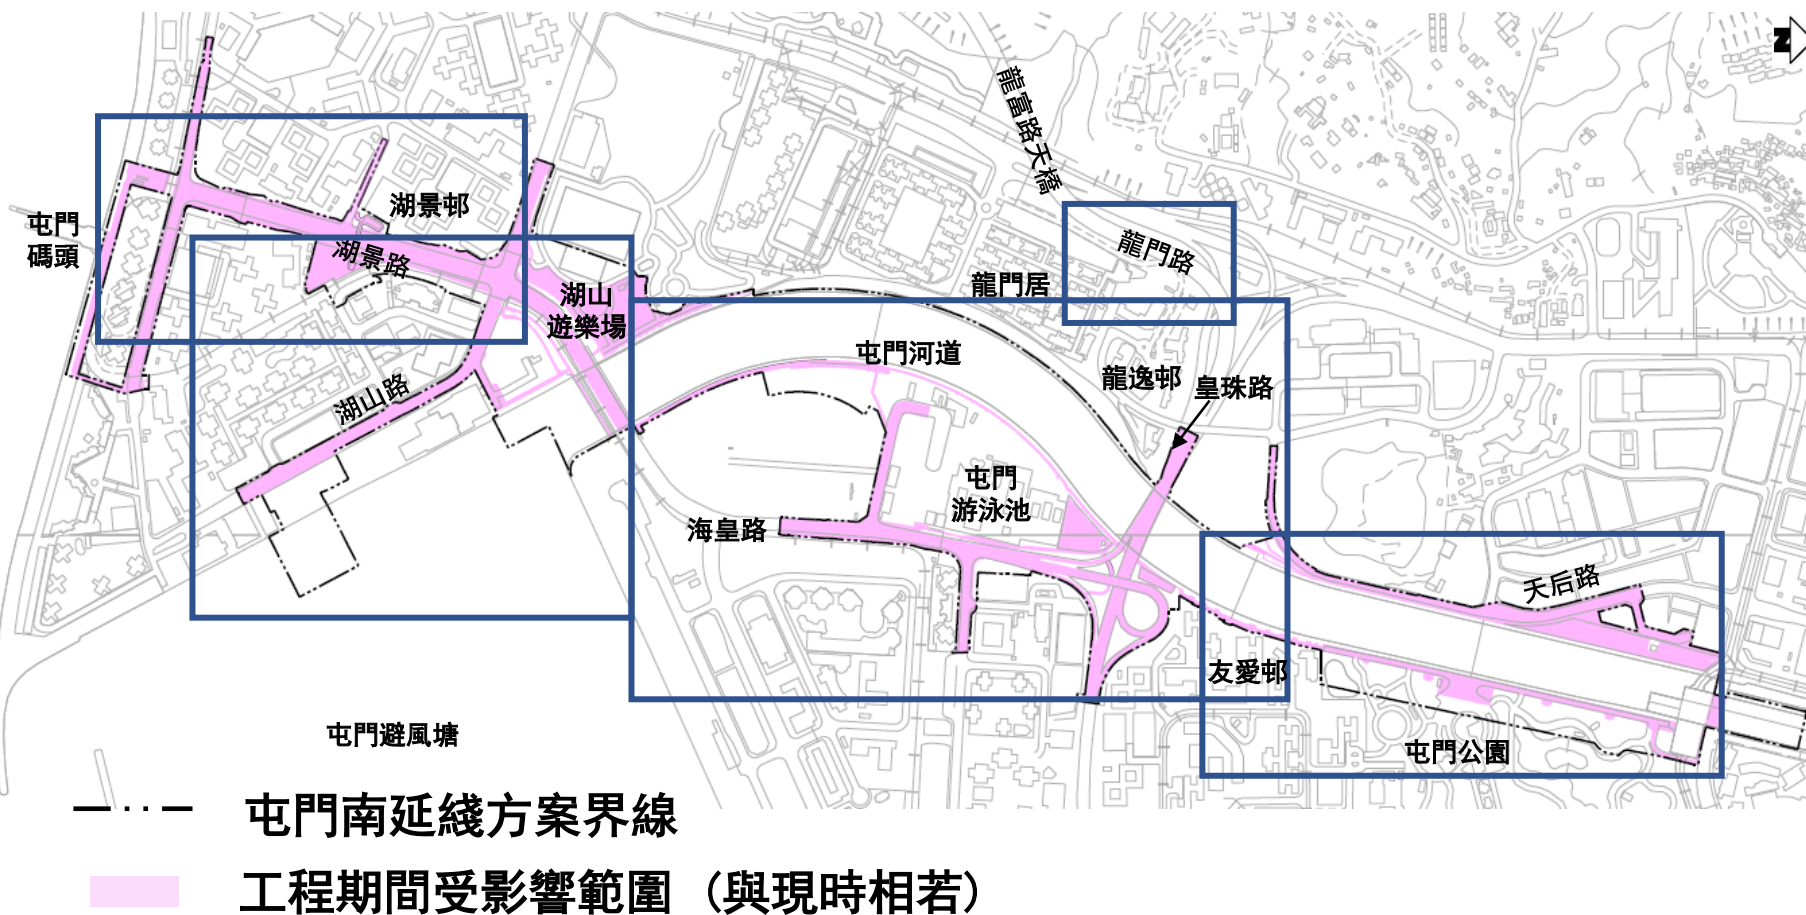 N
龍富路天橋
湖景邨
屯門
碼頭
湖景路
龍門路
湖山
遊樂場
龍門居
屯門河道
龍逸邨
皇珠路
湖山路
屯門
游泳池
海皇路
天后路
友愛邨
屯門避風塘
屯門公園
屯門南延綫方案界線
工程期間受影響範圍（與現時相若）